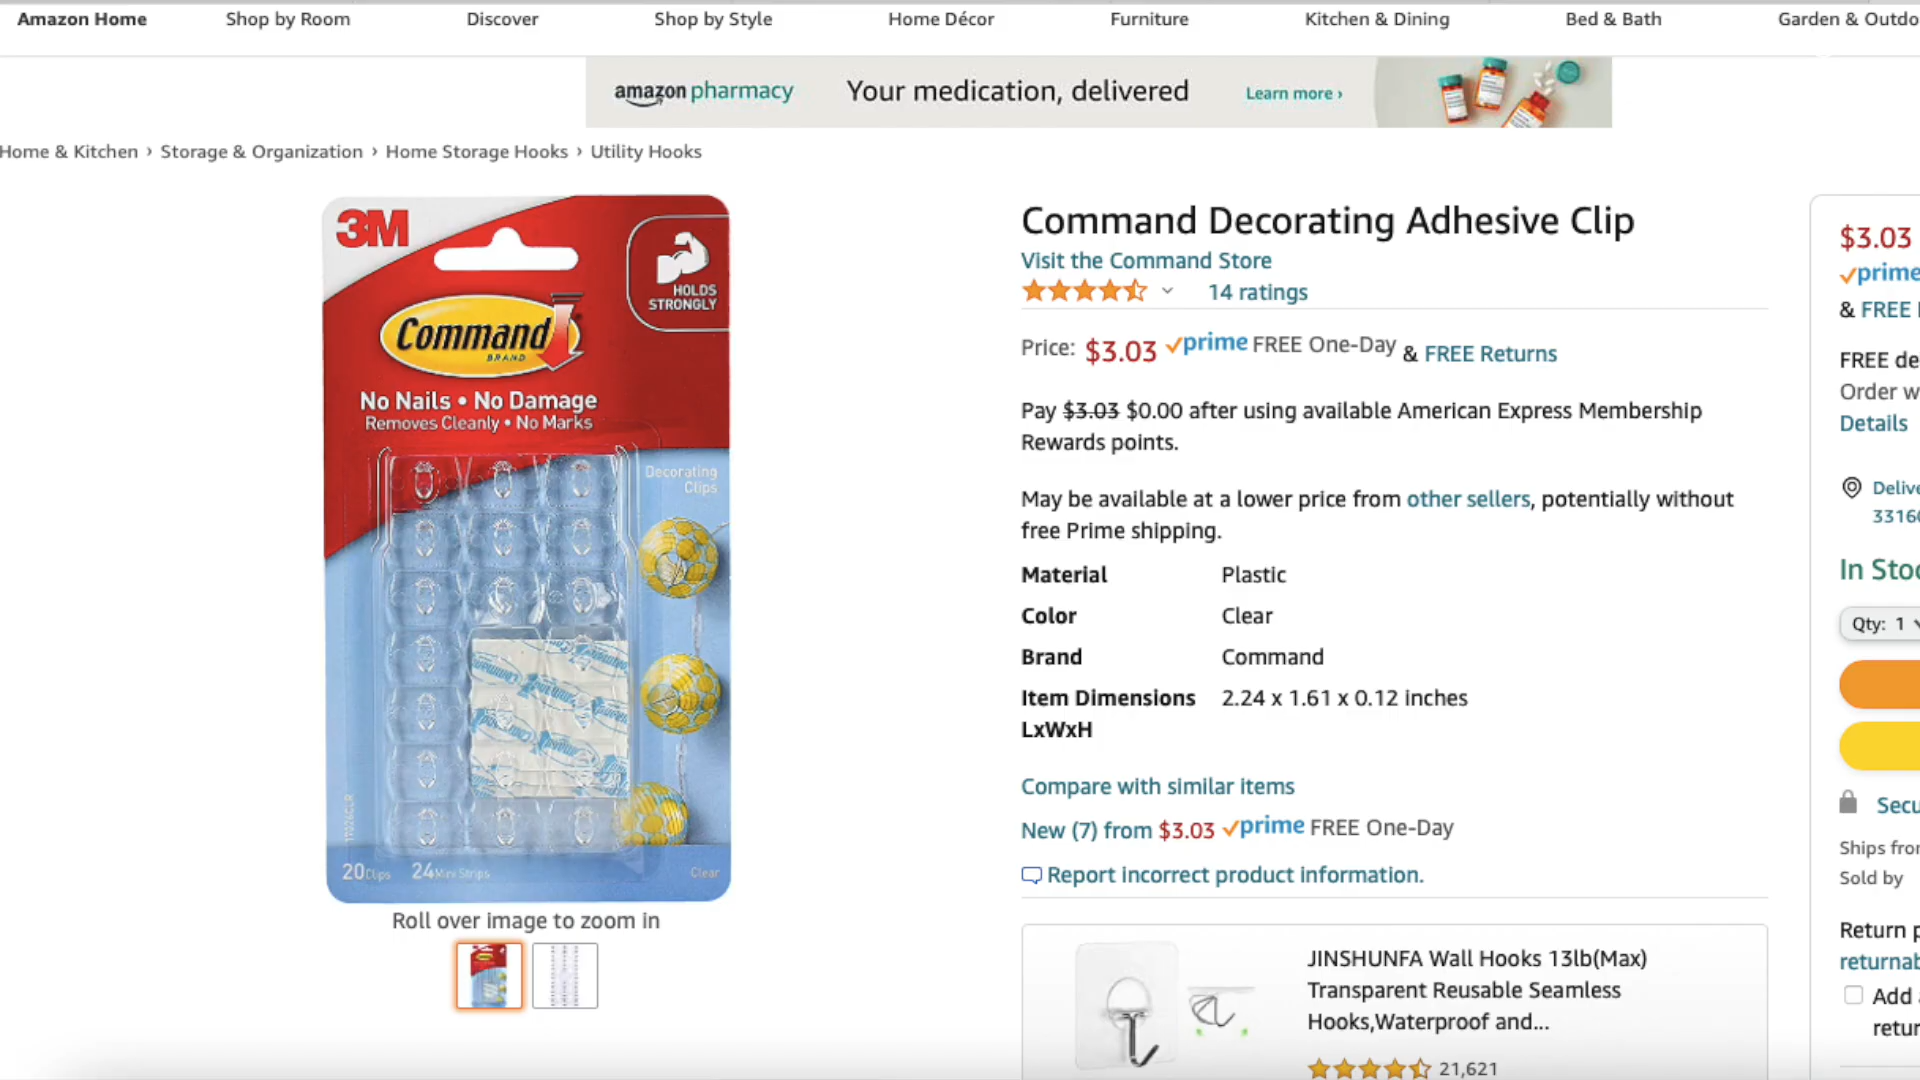 Amazon Home Shop by Room Discover Shop by Style Home Décor Furniture Kitchen & Dining Bed & Bath Garden & Outdo
amazon pharmacy Your medication, delivered Learn more ›
Home & Kitchen › Storage & Organization › Home Storage Hooks › Utility Hooks
3M
HOLDS
STRONGLY
Command
BRAND
No Nails • No Damage
Removes Cleanly • No Marks
Decorating
Clips
Command
17026CLR
20 Clips 24 Mini Strips Clear
Roll over image to zoom in
Command Decorating Adhesive Clip
Visit the Command Store
14 ratings
Price: $3.03 prime FREE One-Day & FREE Returns
Pay $3.03 $0.00 after using available American Express Membership
Rewards points.
May be available at a lower price from other sellers, potentially without
free Prime shipping.
Material Plastic
Color Clear
Brand Command
Item Dimensions 2.24 x 1.61 x 0.12 inches
LxWxH
Compare with similar items
New (7) from $3.03 prime FREE One-Day
Report incorrect product information.
JINSHUNFA Wall Hooks 13lb(Max)
Transparent Reusable Seamless
Hooks,Waterproof and...
21,621
$3.03
prime
& FREE
FREE de
Order w
Details
Delive
3316
In Stoc
Qty: 1
Secu
Ships fro
Sold by
Return p
returnab
Add
retur